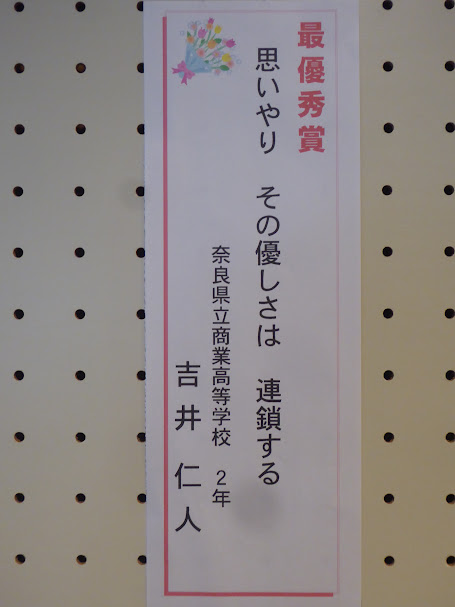 最優秀賞
思いやり　その優しさは　連鎖する
奈良県立商業高等学校　2年
吉井仁人